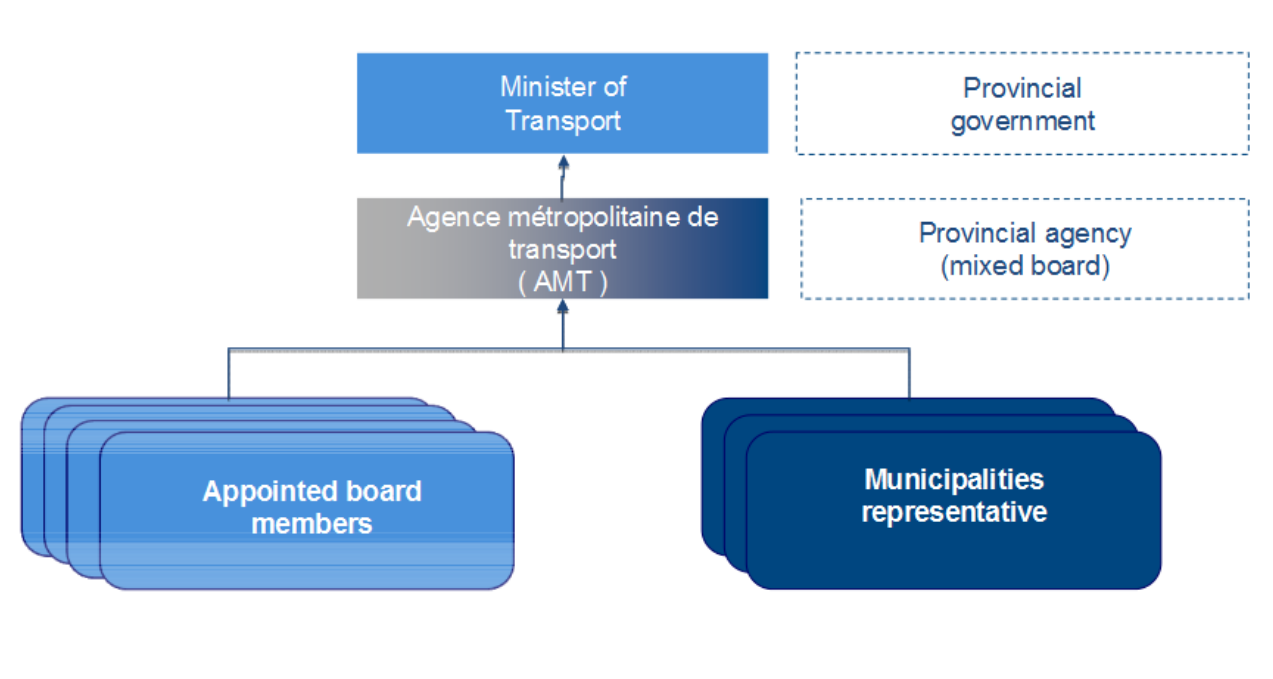 Minister of
Transport
Provincial
government
Agence métropolitaine de
transport
( AMT )
Provincial agency
(mixed board)
Appointed board
members
Municipalities
representative